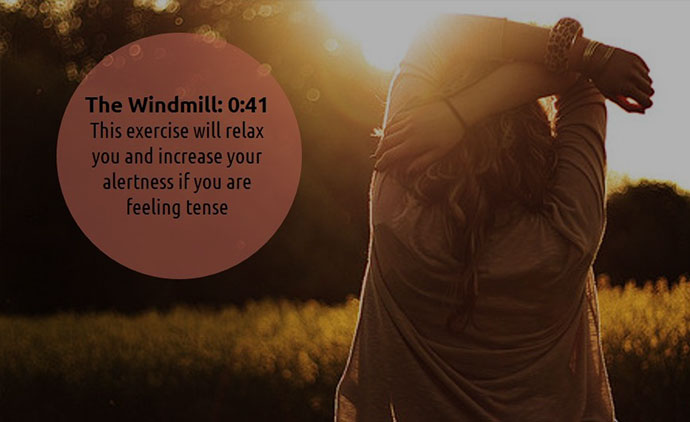 The Windmill: 0:41
This exercise will relax
you and increase your
alertness if you are
feeling tense